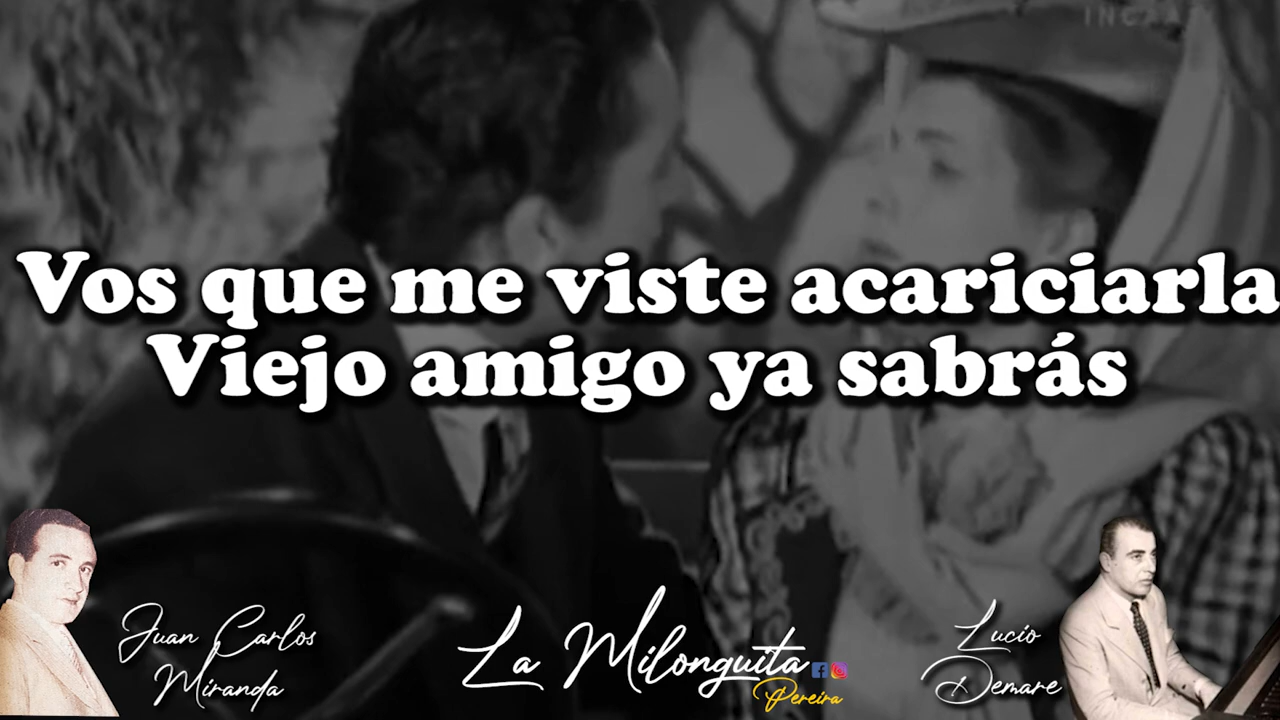 INCAA
Vos que me viste acariciarla
Viejo amigo ya sabrás
Juan Carlos
Miranda
La Milonguita
Pereira
Lucio
Demare